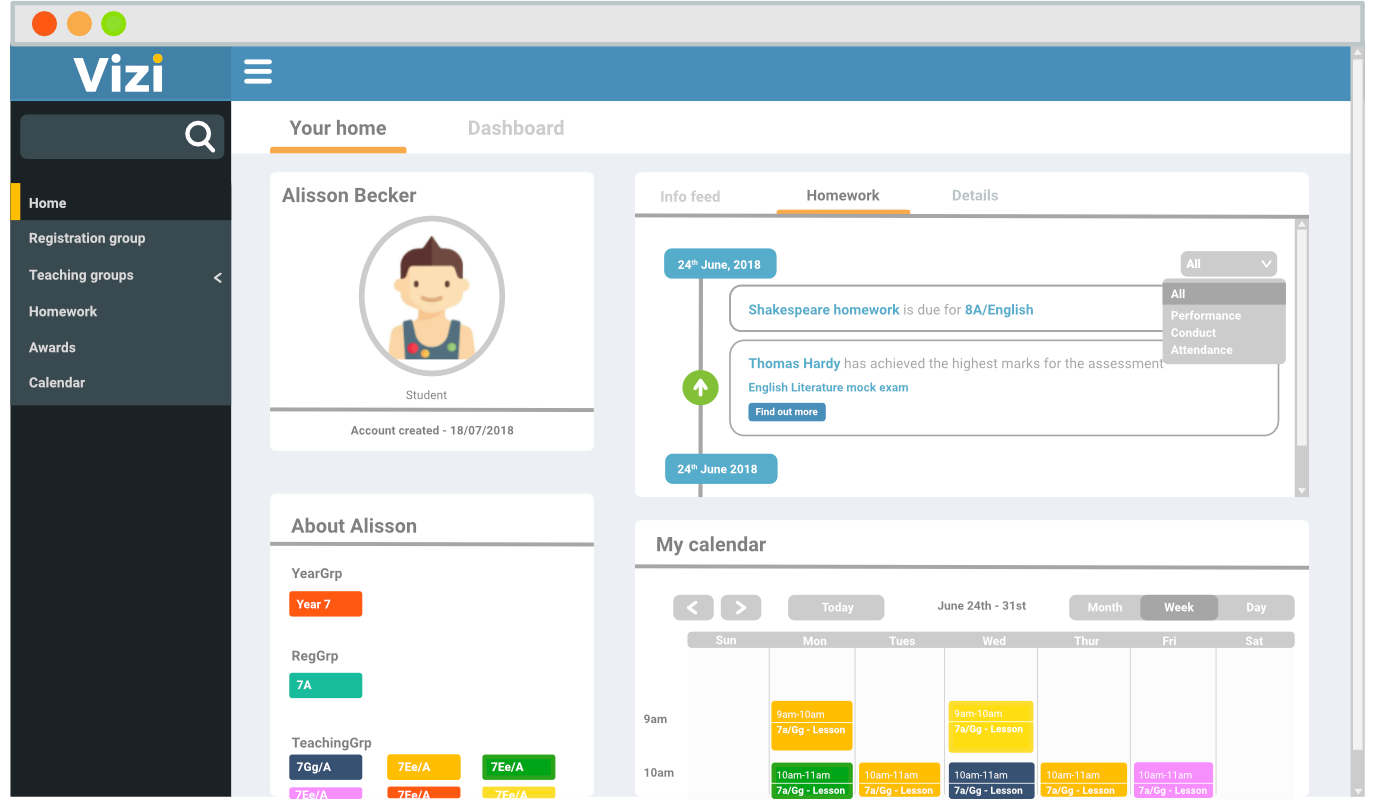 Vizi
Your home
Dashboard
Home
Registration group
Teaching groups
Homework
Awards
Calendar
Alisson Becker
Student
Account created - 18/07/2018
Info feed
Homework
Details
24th June, 2018
All
All
Performance
Conduct
Attendance
Shakespeare homework is due for 8A/English
Thomas Hardy has achieved the highest marks for the assessment
English Literature mock exam
Find out more
24th June 2018
About Alisson
YearGrp
Year 7
RegGrp
7A
TeachingGrp
7Gg/A
7Ee/A
7Ee/A
7Ee/A
7Ee/A
7Ee/A
My calendar
Today
June 24th - 31st
Month
Week
Day
Sun
Mon
Tues
Wed
Thur
Fri
Sat
9am
9am-10am
7a/Gg - Lesson
9am-10am
7a/Gg - Lesson
10am
10am-11am
7a/Gg - Lesson
10am-11am
7a/Gg - Lesson
10am-11am
7a/Gg - Lesson
10am-11am
7a/Gg - Lesson
10am-11am
7a/Gg - Lesson